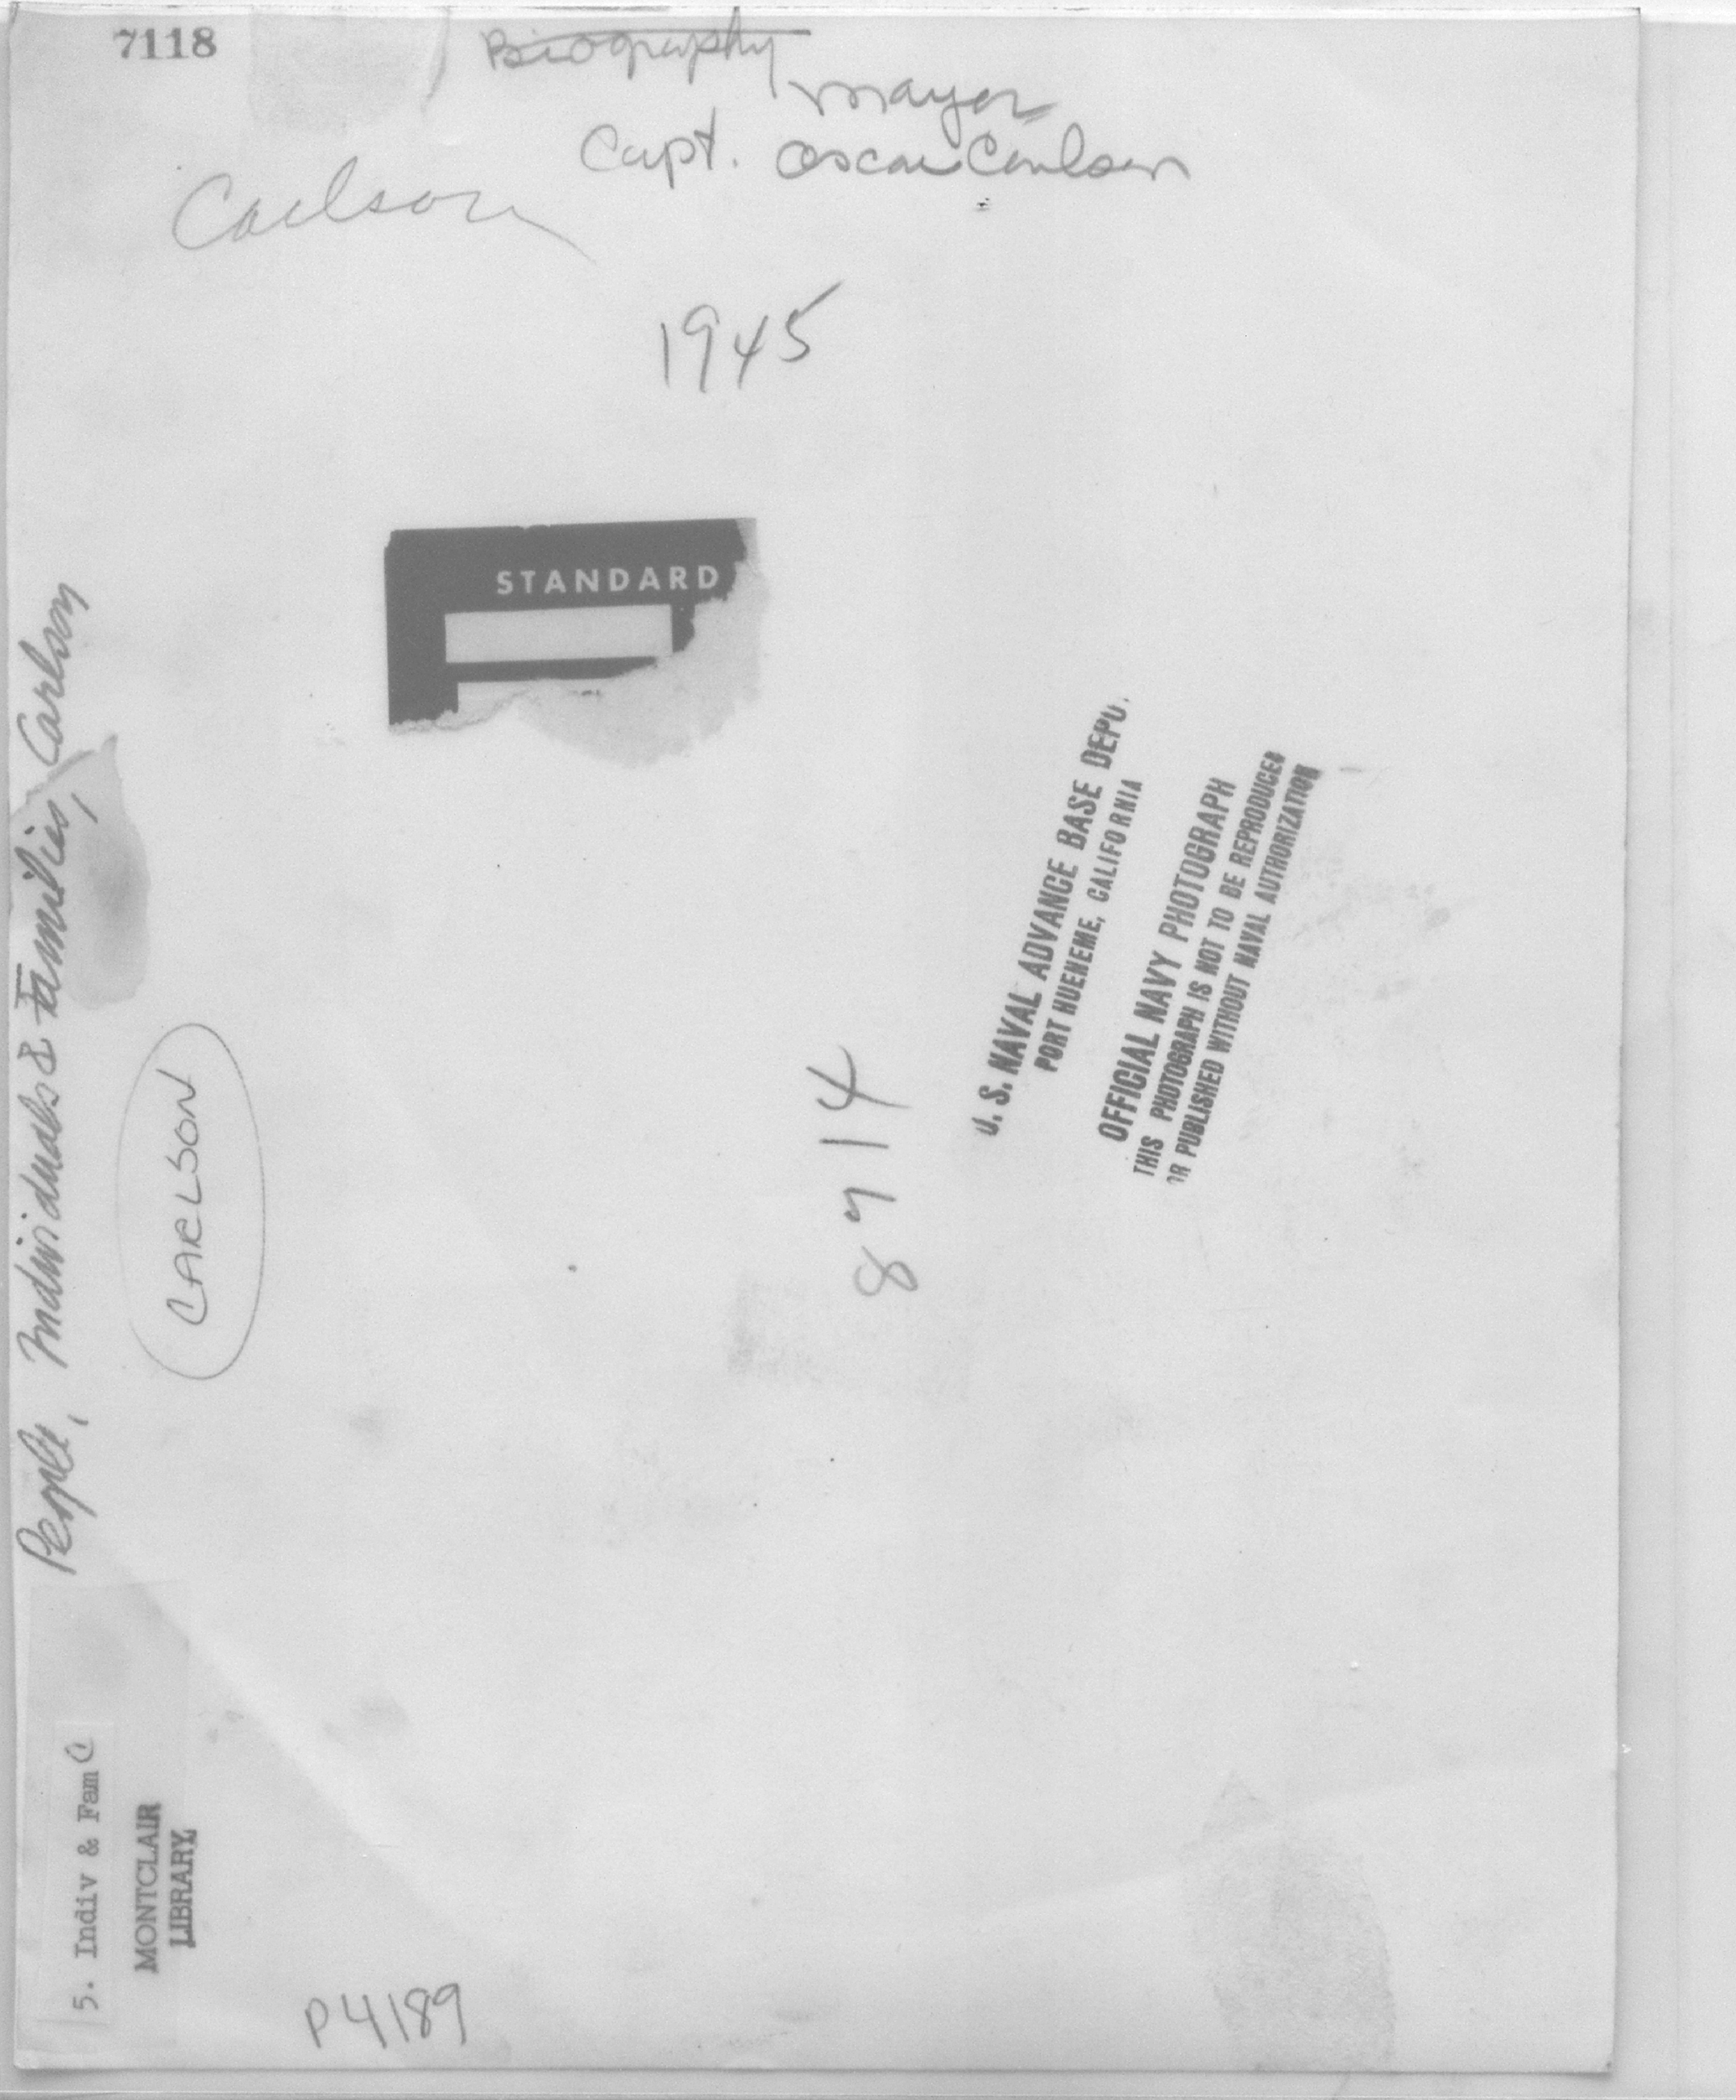 7118
Biography
Mayor
Capt. Oscar Carlson
Carlson
1945
STANDARD
People, Individuals & Families, Carlson
CARLSON
U. S. NAVAL ADVANCE BASE DEPO.
PORT HUENEME, CALIFORNIA
OFFICIAL NAVY PHOTOGRAPH
THIS PHOTOGRAPH IS NOT TO BE REPRODUCED
OR PUBLISHED WITHOUT NAVAL AUTHORIZATION
8714
5. Indiv & Fam C
MONTCLAIR
LIBRARY
P4189